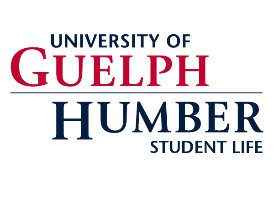 UNIVERSITY OF
GUELPH
HUMBER
STUDENT LIFE